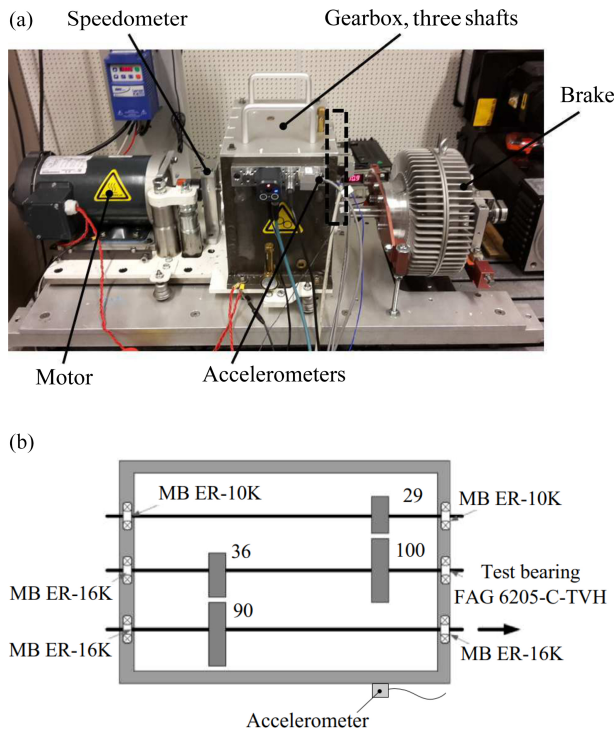 (a)
Speedometer
Gearbox, three shafts
Brake
Motor
Accelerometers
(b)
MB ER-10K
29
MB ER-10K
36
100
Test bearing
FAG 6205-C-TVH
MB ER-16K
90
MB ER-16K
MB ER-16K
Accelerometer